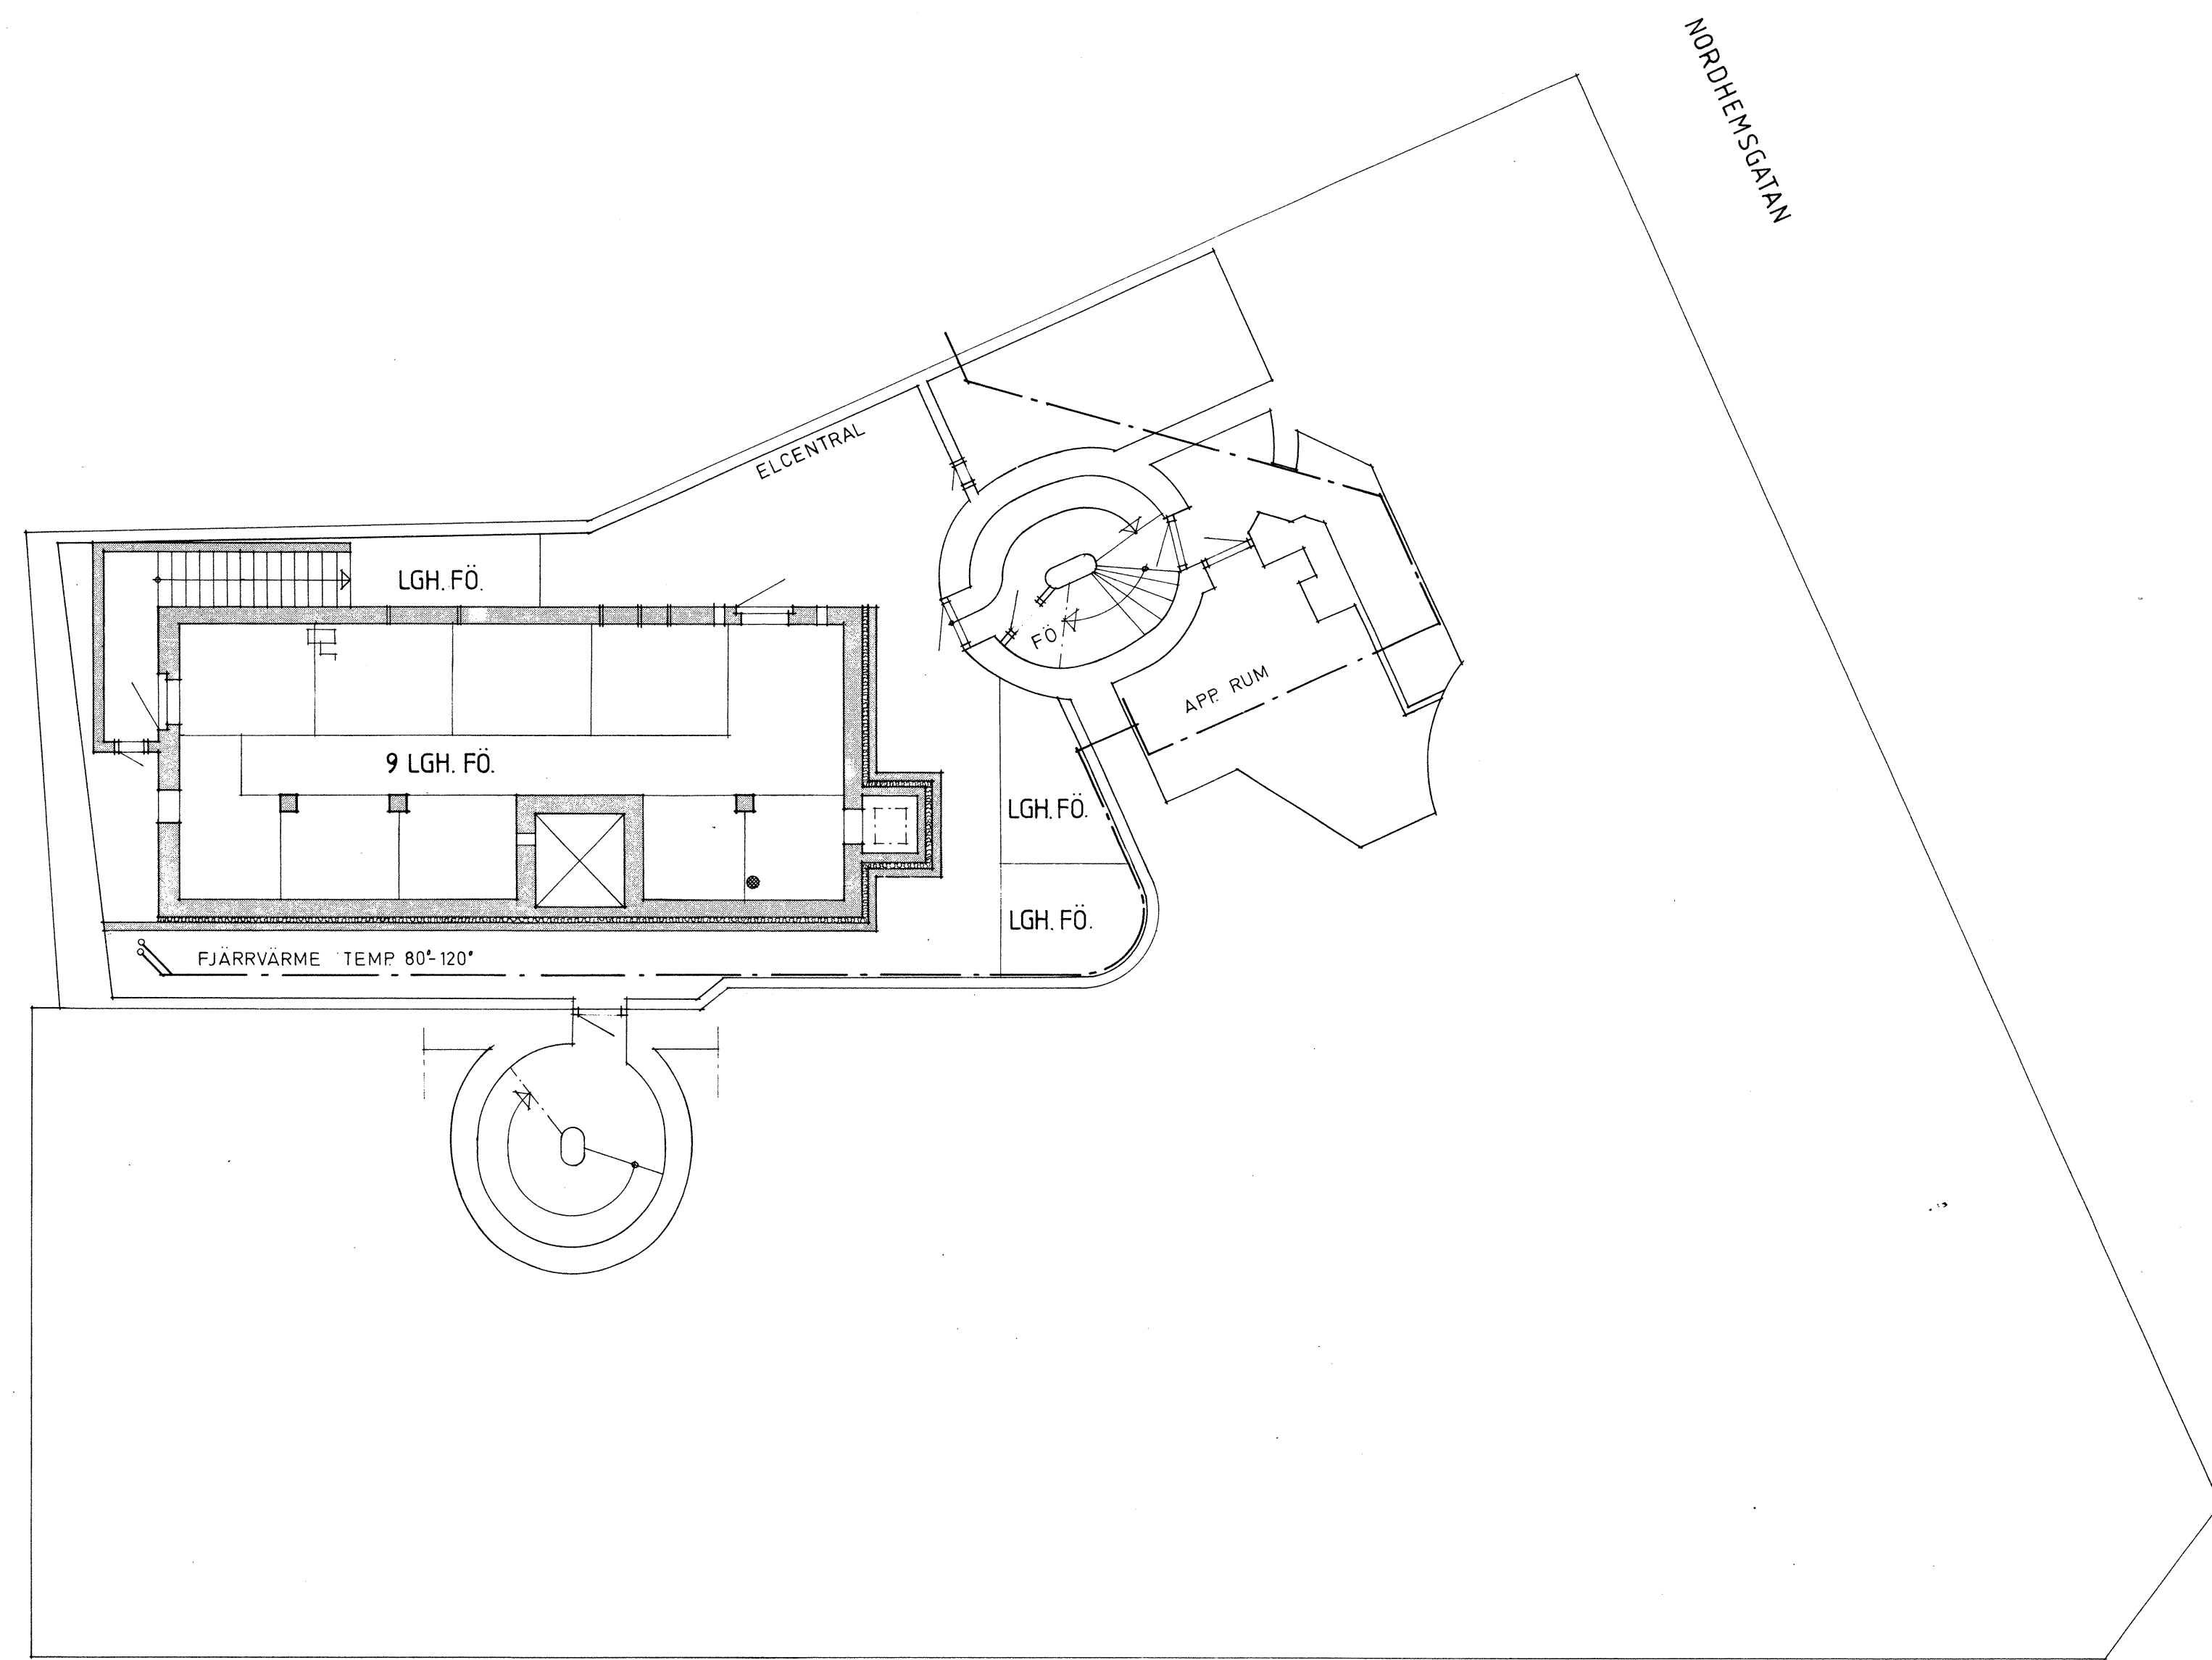 NORDHEMSGATAN
ELCENTRAL
LGH. FÖ.
FÖ
APP. RUM
9 LGH. FÖ.
LGH. FÖ.
LGH. FÖ.
FJÄRRVÄRME TEMP. 80°-120°